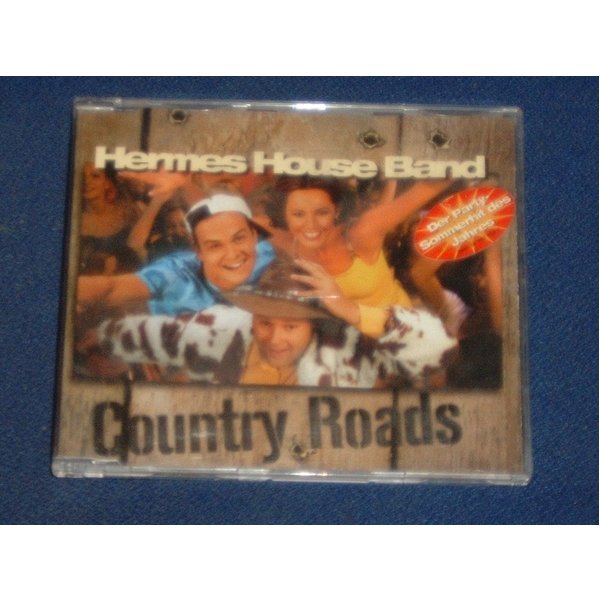 Hermes House Band
Der Party-
Sommerhit des
Jahres
Country Roads